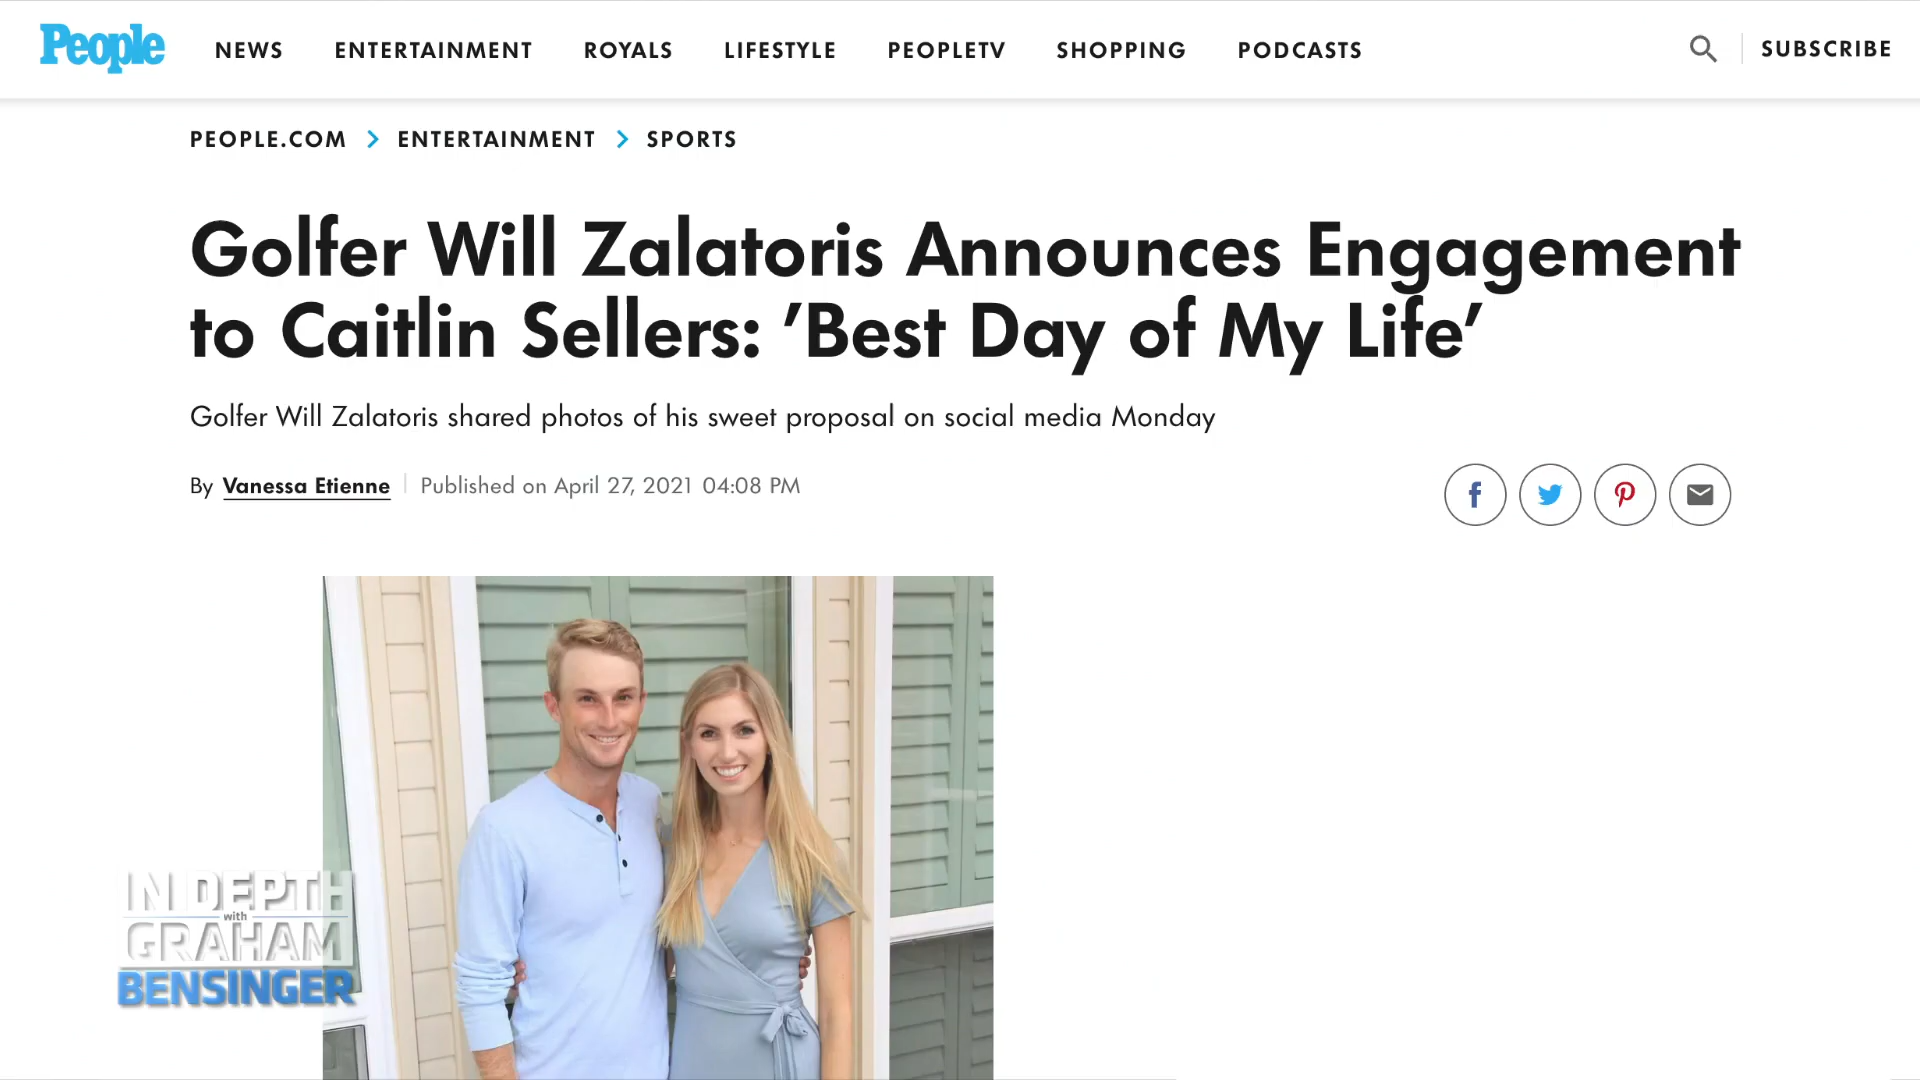 People
NEWS ENTERTAINMENT ROYALS LIFESTYLE PEOPLETV SHOPPING PODCASTS SUBSCRIBE
PEOPLE.COM > ENTERTAINMENT > SPORTS
Golfer Will Zalatoris Announces Engagement
to Caitlin Sellers: 'Best Day of My Life'
Golfer Will Zalatoris shared photos of his sweet proposal on social media Monday
By Vanessa Etienne | Published on April 27, 2021 04:08 PM
IN DEPTH
with
GRAHAM
BENSINGER